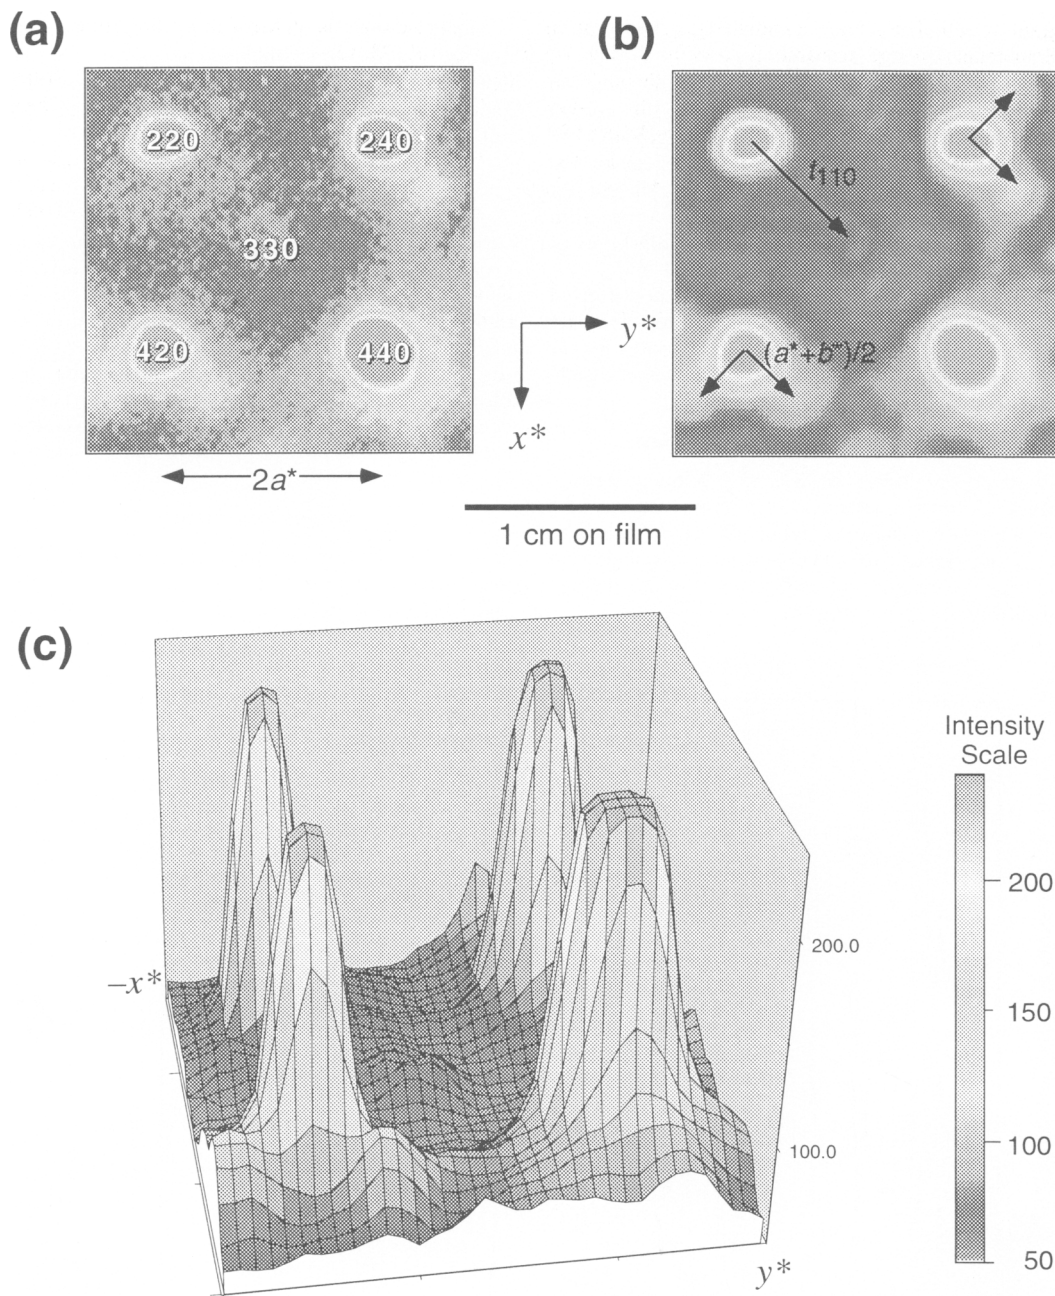 (a)
(b)
220
240
330
420
440
t110
(a*+b*)/2
y*
x*
2a*
1 cm on film
(c)
Intensity
Scale
200
150
100
50
200.0
100.0
–x*
y*